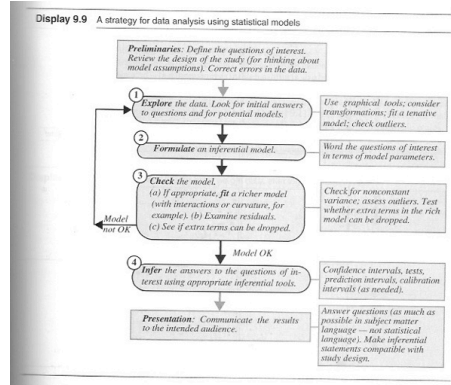 Display 9.9 A strategy for data analysis using statistical models
Preliminaries: Define the questions of interest.
Review the design of the study (for thinking about
model assumptions). Correct errors in the data.
1
Explore the data. Look for initial answers
to questions and for potential models.
Use graphical tools; consider
transformations; fit a tenative
model; check outliers.
2
Formulate an inferential model.
Word the questions of interest
in terms of model parameters.
3
Check the model.
(a) If appropriate, fit a richer model
(with interactions or curvature, for
example). (b) Examine residuals.
(c) See if extra terms can be dropped.
Check for nonconstant
variance; assess outliers. Test
whether extra terms in the rich
model can be dropped.
Model
not OK
Model OK
4
Infer the answers to the questions of in-
terest using appropriate inferential tools.
Confidence intervals, tests,
prediction intervals, calibration
intervals (as needed).
Presentation: Communicate the results
to the intended audience.
Answer questions (as much as
possible in subject matter
language — not statistical
language). Make inferential
statements compatible with
study design.